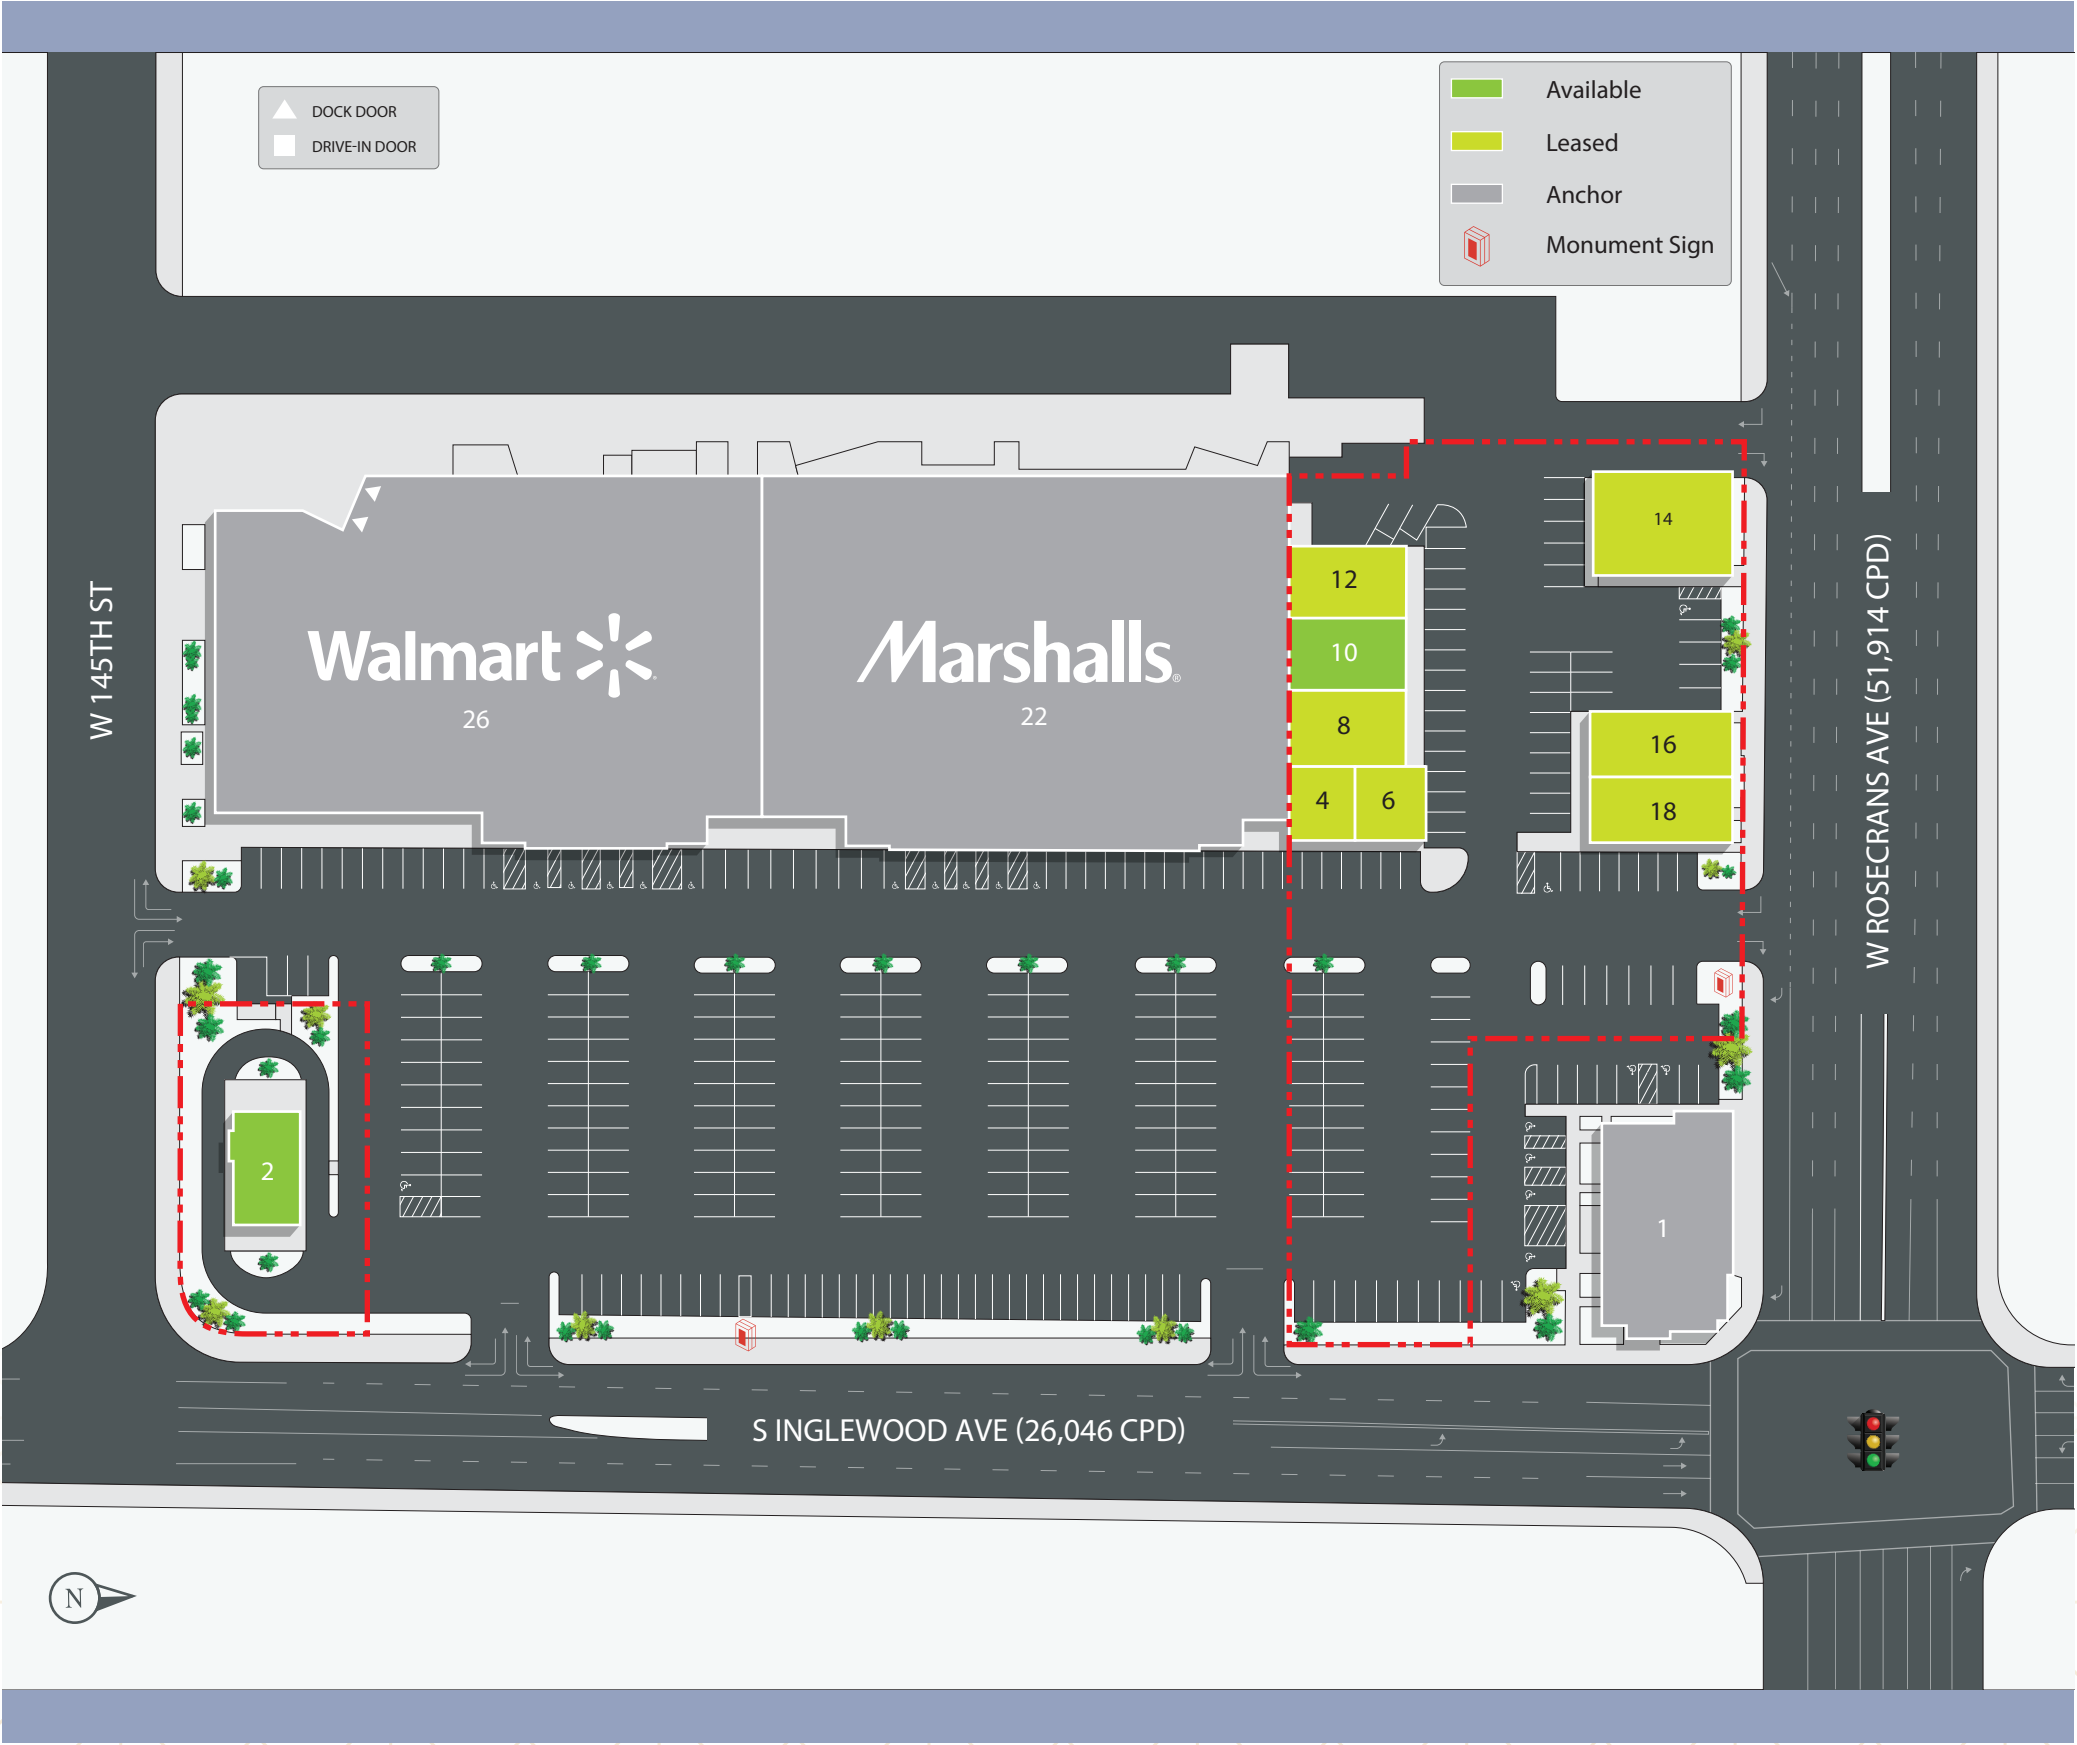 DOCK DOOR
DRIVE-IN DOOR
Available
Leased
Anchor
Monument Sign
W 145TH ST
Walmart
26
Marshalls®
22
12
10
8
4
6
14
16
18
W ROSECRANS AVE (51,914 CPD)
2
1
S INGLEWOOD AVE (26,046 CPD)
N